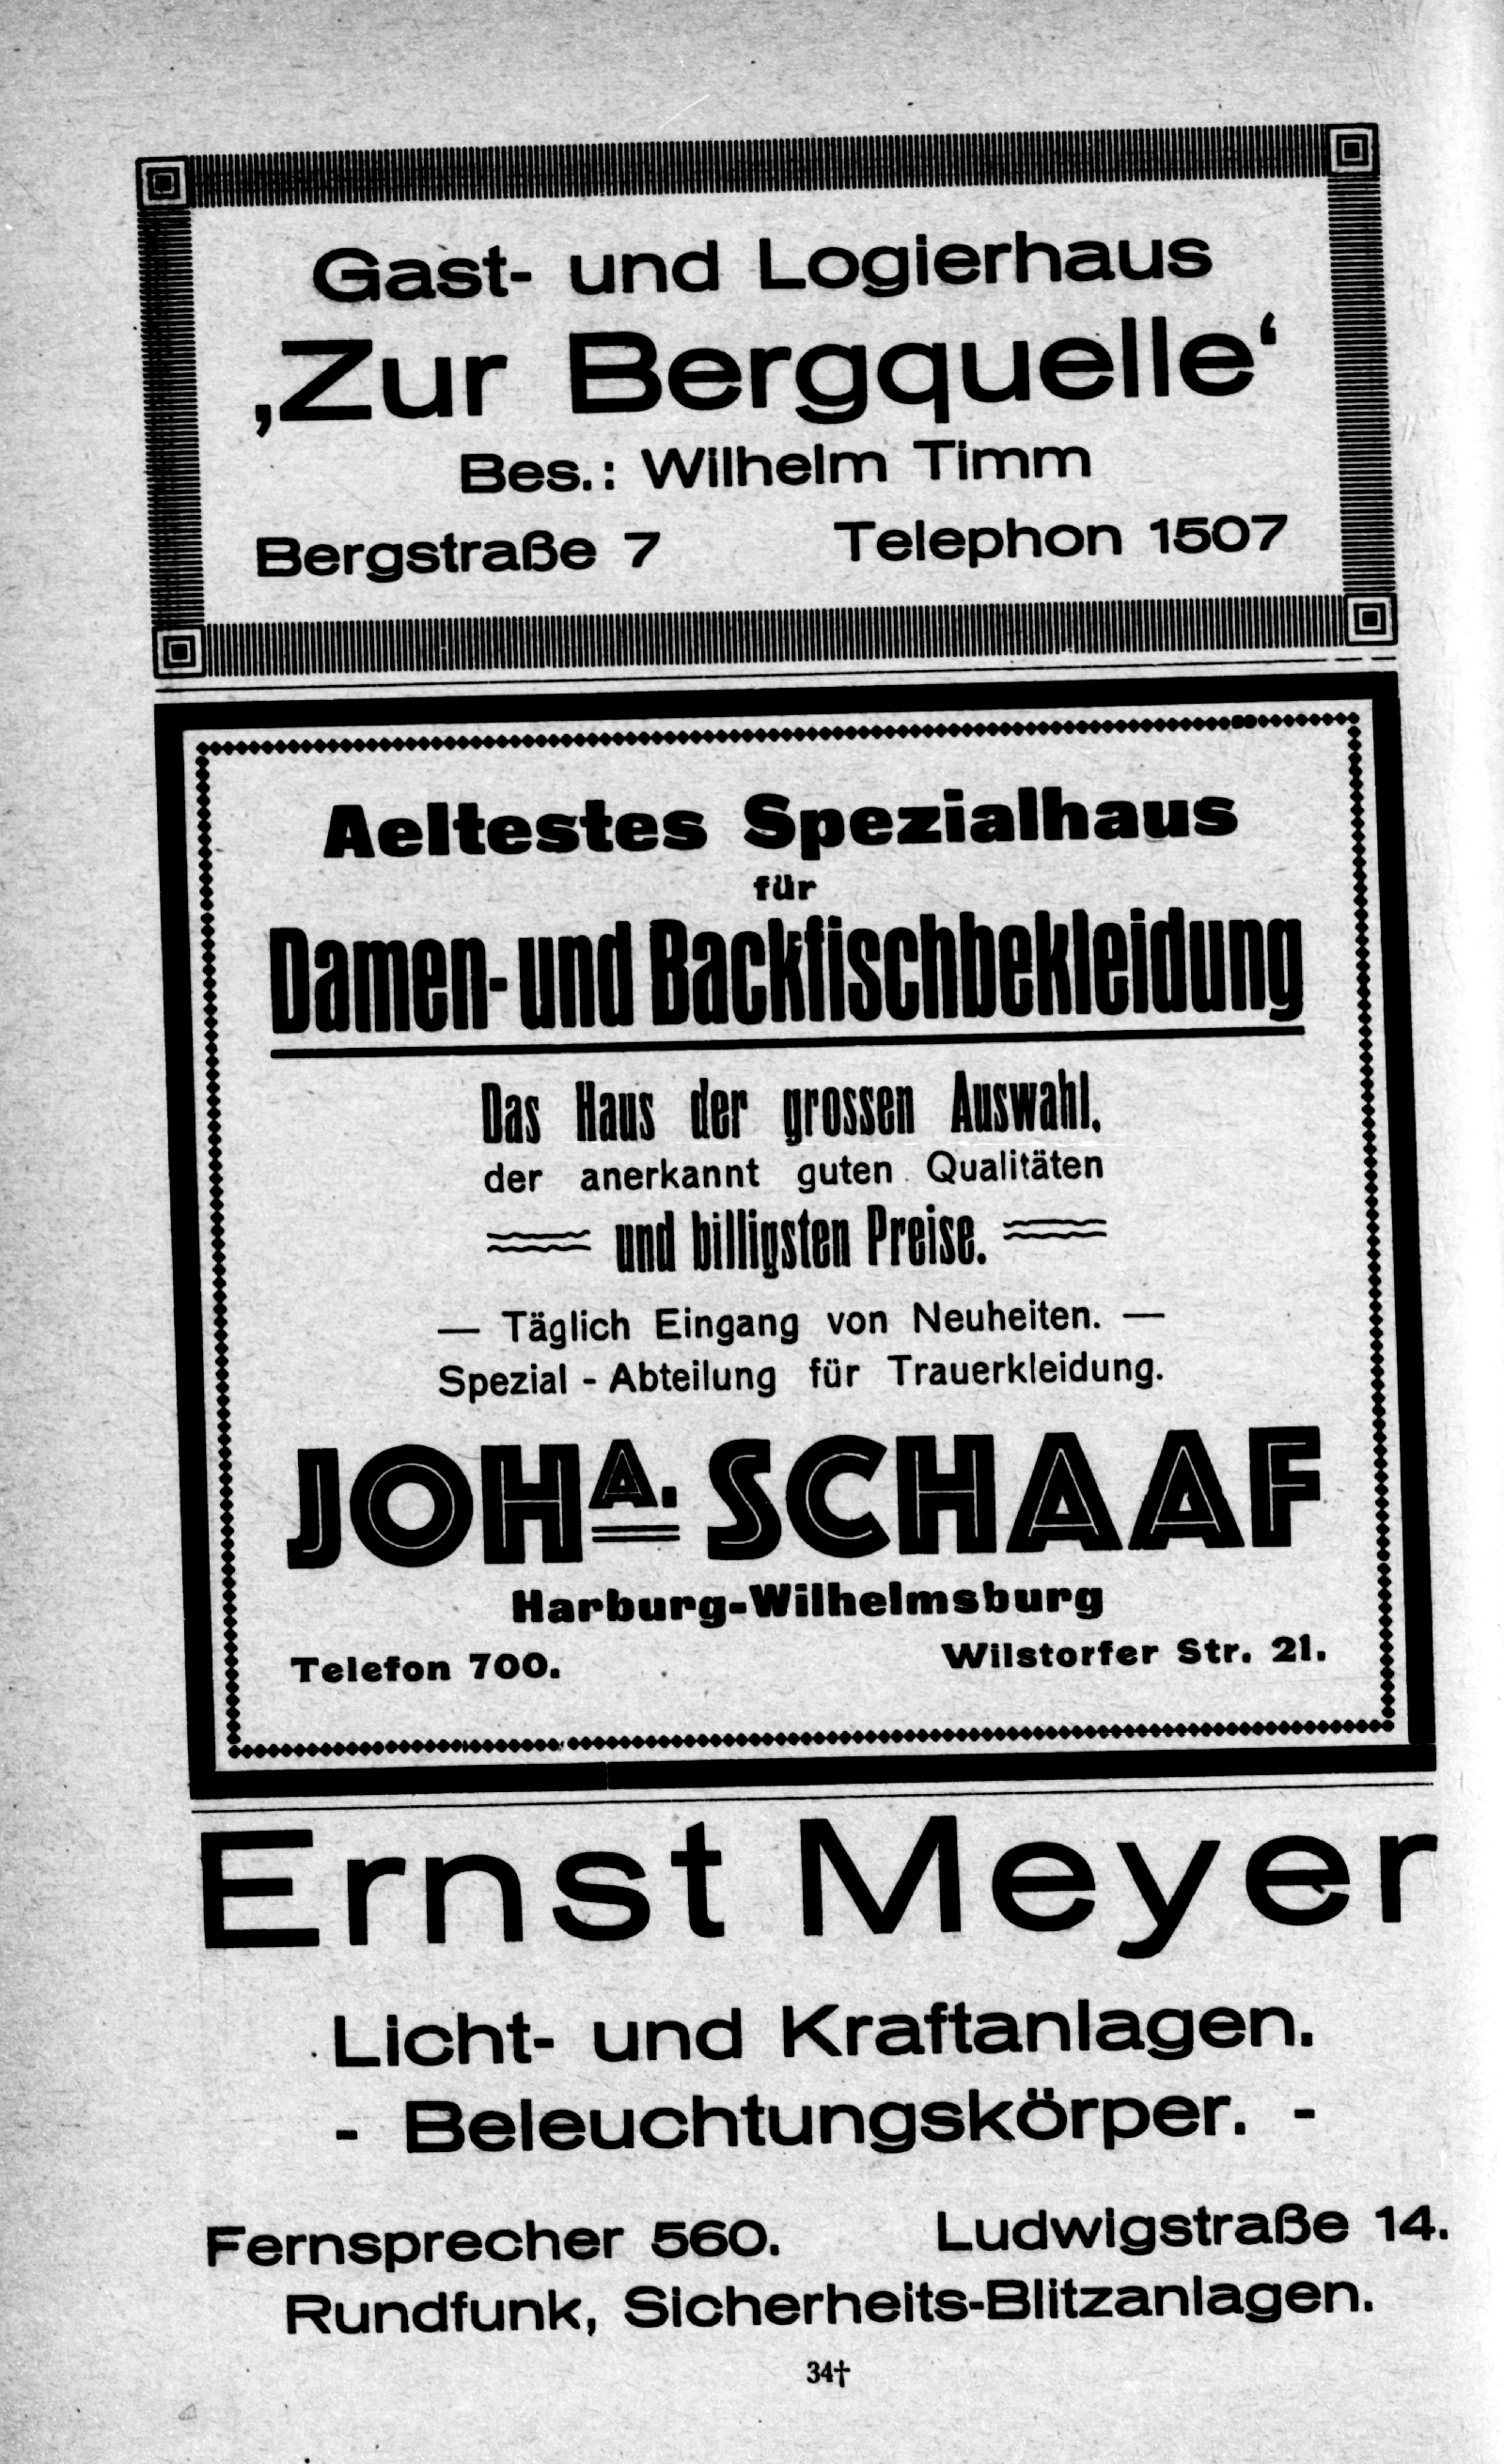 Gast- und Logierhaus
‚Zur Bergquelle‘
Bes.: Wilhelm Timm
Bergstraße 7 Telephon 1507
Aeltestes Spezialhaus
für
Damen- und Backfischbekleidung
Das Haus der grossen Auswahl,
der anerkannt guten Qualitäten
und billigsten Preise.
— Täglich Eingang von Neuheiten. —
Spezial - Abteilung für Trauerkleidung.
JOHA. SCHAAF
Harburg-Wilhelmsburg
Telefon 700. Wilstorfer Str. 21.
Ernst Meyer
Licht- und Kraftanlagen.
- Beleuchtungskörper. -
Fernsprecher 560. Ludwigstraße 14.
Rundfunk, Sicherheits-Blitzanlagen.
34†